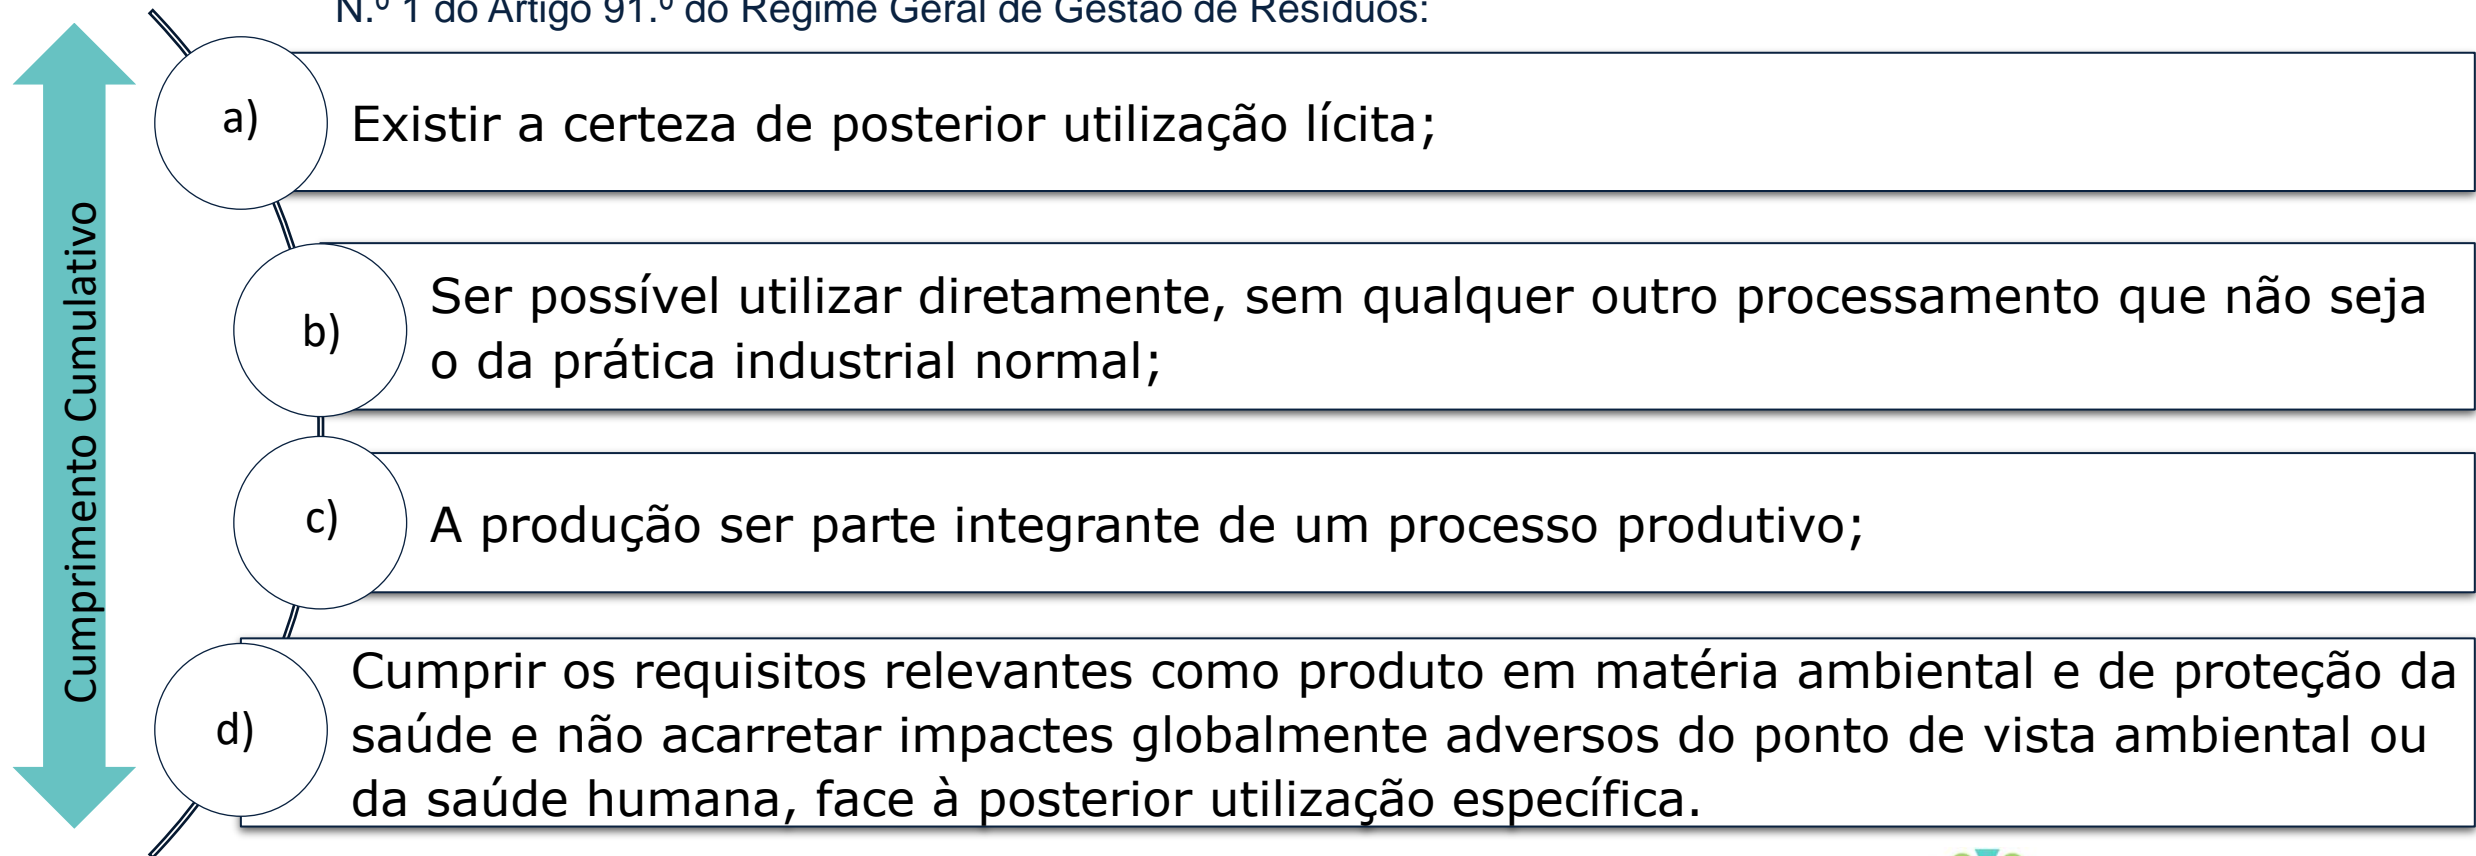 N.º 1 do Artigo 91.º do Regime Geral de Gestão de Resíduos:
Cumprimento Cumulativo
a)
Existir a certeza de posterior utilização lícita;
b)
Ser possível utilizar diretamente, sem qualquer outro processamento que não seja
o da prática industrial normal;
c)
A produção ser parte integrante de um processo produtivo;
d)
Cumprir os requisitos relevantes como produto em matéria ambiental e de proteção da
saúde e não acarretar impactes globalmente adversos do ponto de vista ambiental ou
da saúde humana, face à posterior utilização específica.